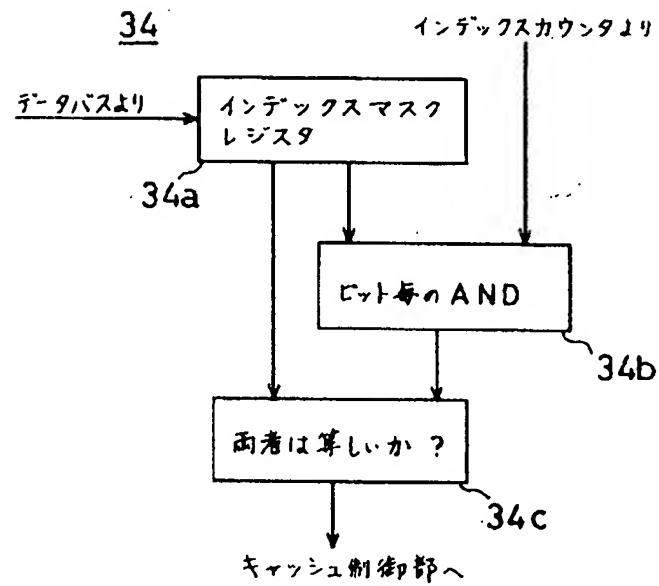 34
インデックスカウンタより
データバスより
インデックスマスク
レジスタ
34a
ビット毎のAND
34b
両者は等しいか?
34c
キャッシュ制御部へ